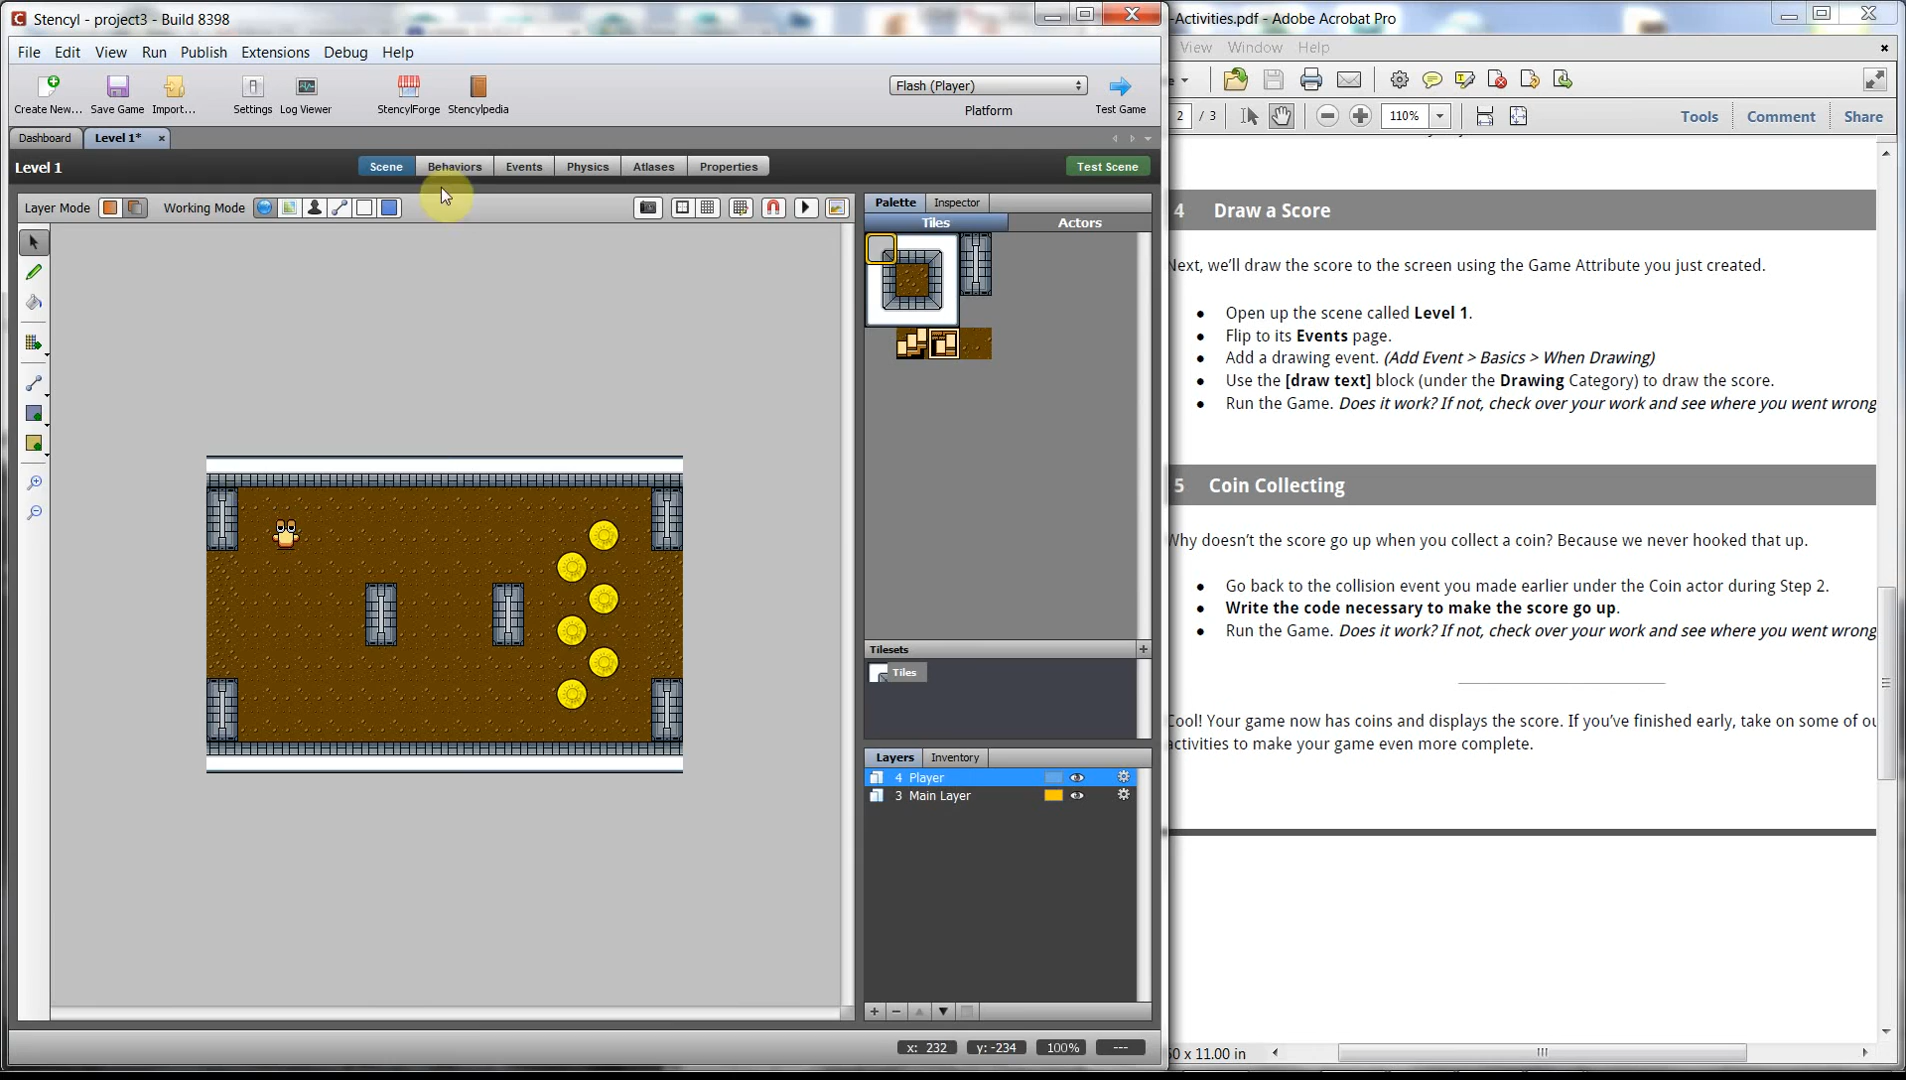 Stencyl - project3 - Build 8398
File Edit View Run Publish Extensions Debug Help
Create New... Save Game Import... Settings Log Viewer StencylForge Stencylpedia
Flash (Player)
Platform
Test Game
Dashboard Level 1*
Level 1
Scene Behaviors Events Physics Atlases Properties
Test Scene
Layer Mode Working Mode
Palette Inspector
Tiles Actors
Tilesets
Tiles
Layers Inventory
4 Player
3 Main Layer
x: 232 y: -234 100% ---
-Activities.pdf - Adobe Acrobat Pro
View Window Help
2 / 3 110% Tools Comment Share
4 Draw a Score
Next, we'll draw the score to the screen using the Game Attribute you just created.
● Open up the scene called Level 1.
● Flip to its Events page.
● Add a drawing event. (Add Event > Basics > When Drawing)
● Use the [draw text] block (under the Drawing Category) to draw the score.
● Run the Game. Does it work? If not, check over your work and see where you went wrong
5 Coin Collecting
Why doesn't the score go up when you collect a coin? Because we never hooked that up.
● Go back to the collision event you made earlier under the Coin actor during Step 2.
● Write the code necessary to make the score go up.
● Run the Game. Does it work? If not, check over your work and see where you went wrong
Cool! Your game now has coins and displays the score. If you've finished early, take on some of ou
activities to make your game even more complete.
0 x 11.00 in